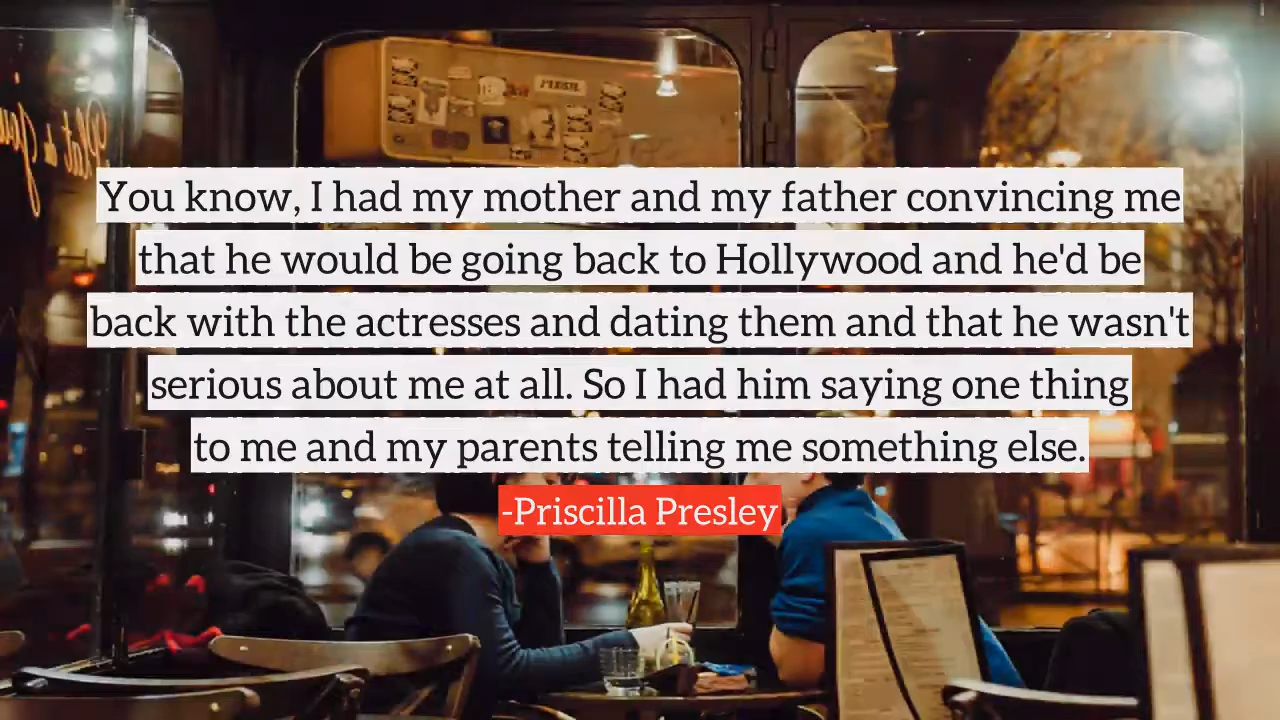 You know, I had my mother and my father convincing me
that he would be going back to Hollywood and he'd be
back with the actresses and dating them and that he wasn't
serious about me at all. So I had him saying one thing
to me and my parents telling me something else.
-Priscilla Presley